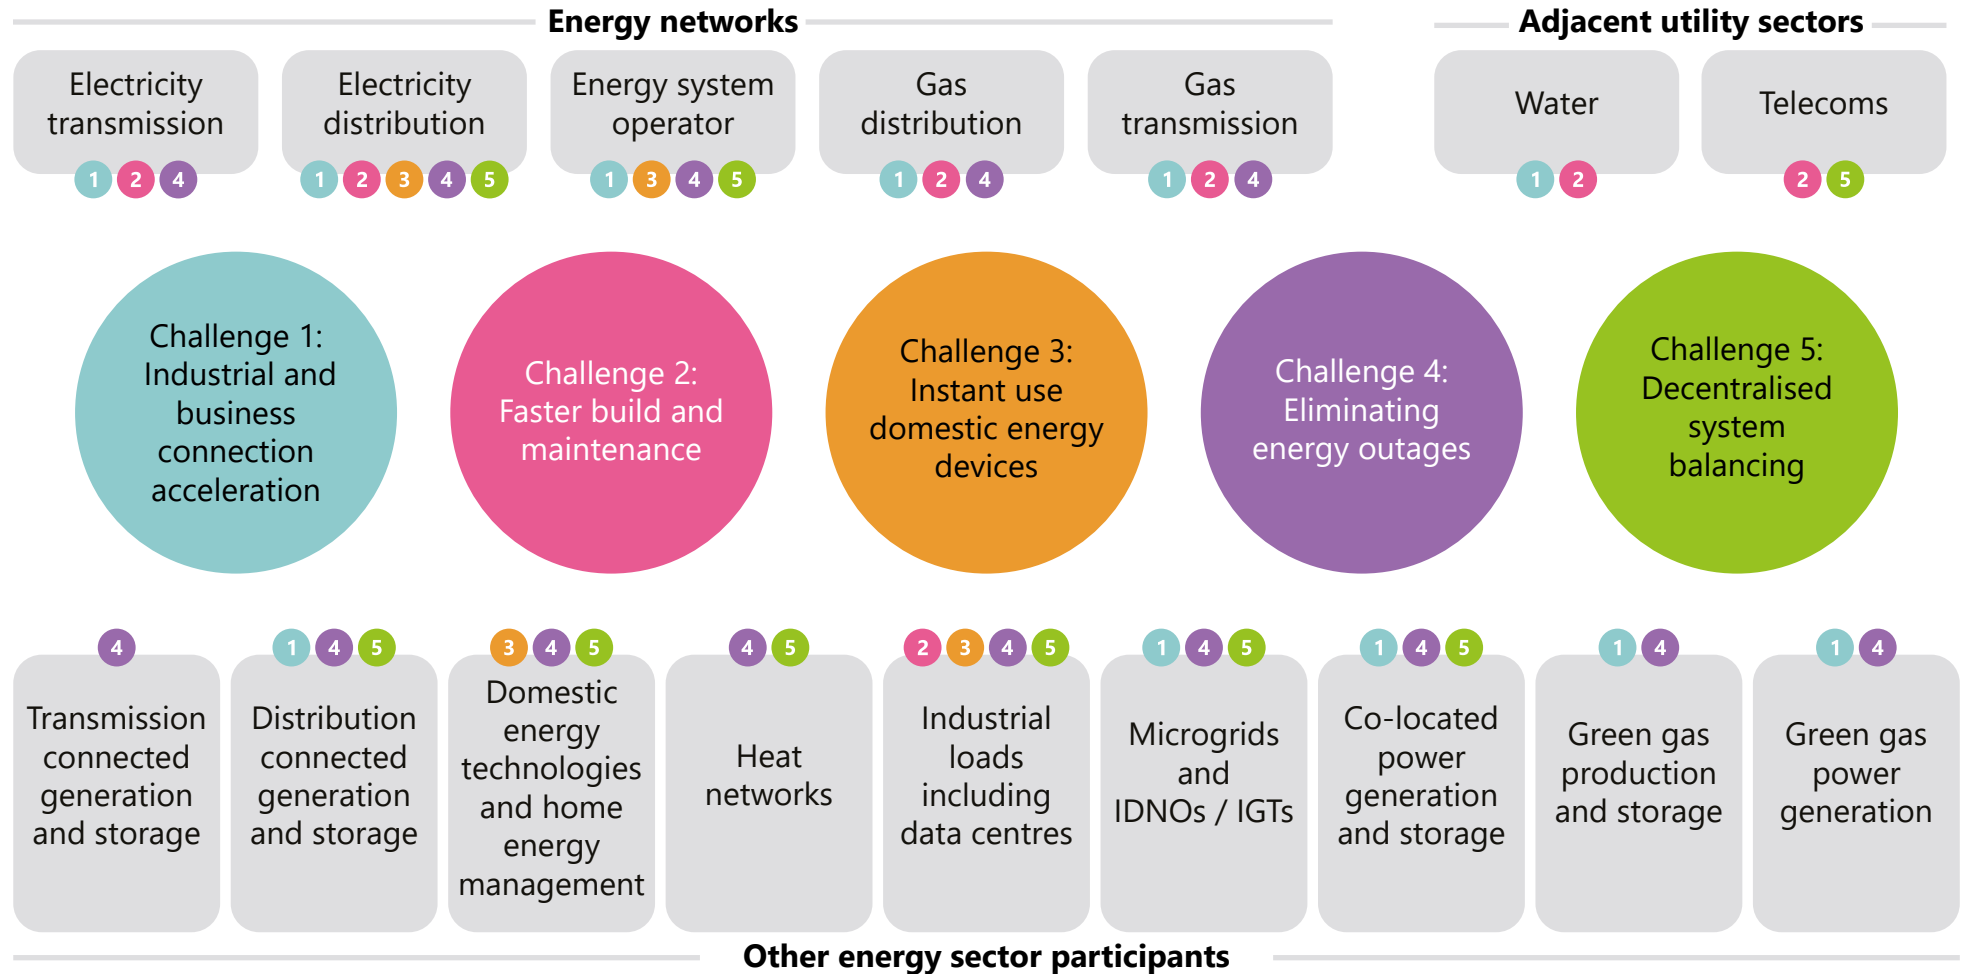 Energy networks
Adjacent utility sectors
Electricity
transmission
1 2 4
Electricity
distribution
1 2 3 4 5
Energy system
operator
1 3 4 5
Gas
distribution
1 2 4
Gas
transmission
1 2 4
Water
1 2
Telecoms
2 5
Challenge 1:
Industrial and
business
connection
acceleration
Challenge 2:
Faster build and
maintenance
Challenge 3:
Instant use
domestic energy
devices
Challenge 4:
Eliminating
energy outages
Challenge 5:
Decentralised
system
balancing
4
Transmission
connected
generation
and storage
1 4 5
Distribution
connected
generation
and storage
3 4 5
Domestic
energy
technologies
and home
energy
management
4 5
Heat
networks
2 3 4 5
Industrial
loads
including
data centres
1 4 5
Microgrids
and
IDNOs / IGTs
1 4 5
Co-located
power
generation
and storage
1 4
Green gas
production
and storage
1 4
Green gas
power
generation
Other energy sector participants